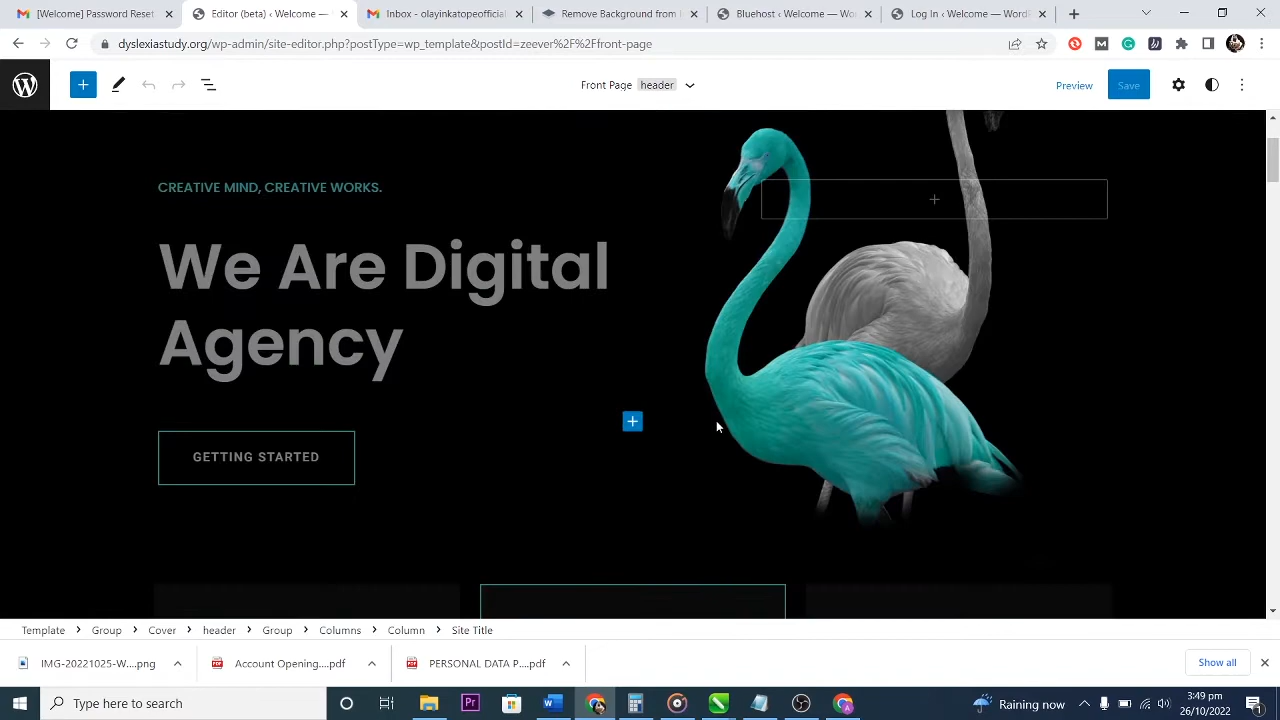 [Welcome] Password Reset
Editor (beta) ‹ Welcome
Inbox - olayinktopeofficial
Remove Background from I
Bluehost ‹ Welcome — Wo
Log In ‹ Welcome — WordP
dyslexiastudy.org/wp-admin/site-editor.php?postType=wp_template&postId=zeever%2F%2Ffront-page
Front Page header
Preview
Save
CREATIVE MIND, CREATIVE WORKS.
We Are Digital
Agency
GETTING STARTED
Template > Group > Cover > header > Group > Columns > Column > Site Title
IMG-20221025-W....png
Account Opening....pdf
PERSONAL DATA P....pdf
Show all
Type here to search
Raining now
3:49 pm
26/10/2022